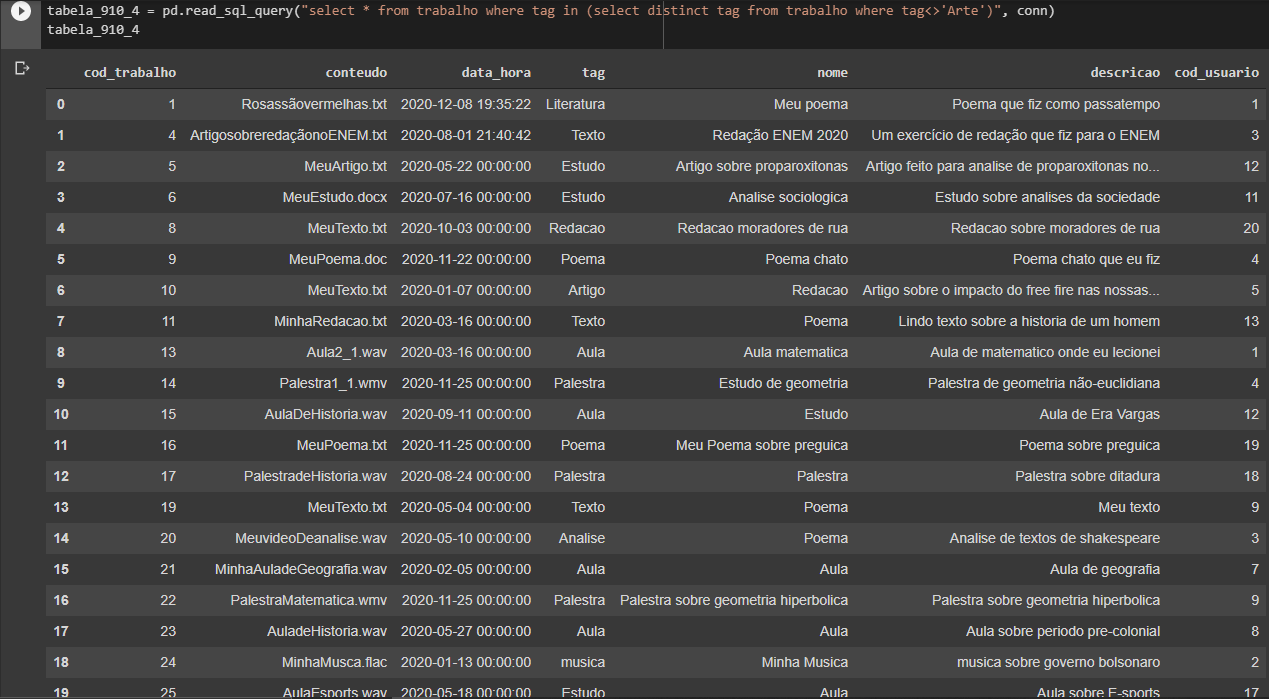 tabela_910_4 = pd.read_sql_query("select * from trabalho where tag in (select distinct tag from trabalho where tag<>'Arte')", conn)
tabela_910_4
cod_trabalho conteudo data_hora tag nome descricao cod_usuario
0 1 Rosassãovermelhas.txt 2020-12-08 19:35:22 Literatura Meu poema Poema que fiz como passatempo 1
1 4 ArtigosobreredaçãonoENEM.txt 2020-08-01 21:40:42 Texto Redação ENEM 2020 Um exercício de redação que fiz para o ENEM 3
2 5 MeuArtigo.txt 2020-05-22 00:00:00 Estudo Artigo sobre proparoxitonas Artigo feito para analise de proparoxitonas no... 12
3 6 MeuEstudo.docx 2020-07-16 00:00:00 Estudo Analise sociologica Estudo sobre analises da sociedade 11
4 8 MeuTexto.txt 2020-10-03 00:00:00 Redacao Redacao moradores de rua Redacao sobre moradores de rua 20
5 9 MeuPoema.doc 2020-11-22 00:00:00 Poema Poema chato Poema chato que eu fiz 4
6 10 MeuTexto.txt 2020-01-07 00:00:00 Artigo Redacao Artigo sobre o impacto do free fire nas nossas... 5
7 11 MinhaRedacao.txt 2020-03-16 00:00:00 Texto Poema Lindo texto sobre a historia de um homem 13
8 13 Aula2_1.wav 2020-03-16 00:00:00 Aula Aula matematica Aula de matematico onde eu lecionei 1
9 14 Palestra1_1.wmv 2020-11-25 00:00:00 Palestra Estudo de geometria Palestra de geometria não-euclidiana 4
10 15 AulaDeHistoria.wav 2020-09-11 00:00:00 Aula Estudo Aula de Era Vargas 12
11 16 MeuPoema.txt 2020-11-25 00:00:00 Poema Meu Poema sobre preguica Poema sobre preguica 19
12 17 PalestradeHistoria.wav 2020-08-24 00:00:00 Palestra Palestra Palestra sobre ditadura 18
13 19 MeuTexto.txt 2020-05-04 00:00:00 Texto Poema Meu texto 9
14 20 MeuvideoDeanalise.wav 2020-05-10 00:00:00 Analise Poema Analise de textos de shakespeare 3
15 21 MinhaAuladeGeografia.wav 2020-02-05 00:00:00 Aula Aula Aula de geografia 7
16 22 PalestraMatematica.wmv 2020-11-25 00:00:00 Palestra Palestra sobre geometria hiperbolica Palestra sobre geometria hiperbolica 9
17 23 AuladeHistoria.wav 2020-05-27 00:00:00 Aula Aula Aula sobre periodo pre-colonial 8
18 24 MinhaMusca.flac 2020-01-13 00:00:00 musica Minha Musica musica sobre governo bolsonaro 2
19 25 AulaEsports.wav 2020-05-18 00:00:00 Estudo Aula Aula sobre E-sports 17